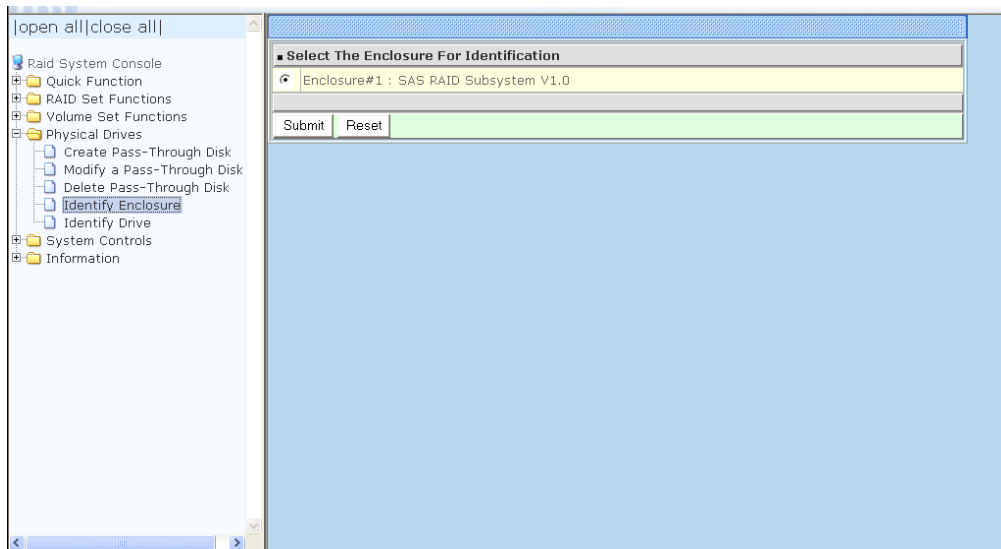 |open all|close all|
Raid System Console
Quick Function
RAID Set Functions
Volume Set Functions
Physical Drives
Create Pass-Through Disk
Modify a Pass-Through Disk
Delete Pass-Through Disk
Identify Enclosure
Identify Drive
System Controls
Information
Select The Enclosure For Identification
Enclosure#1 : SAS RAID Subsystem V1.0
Submit Reset